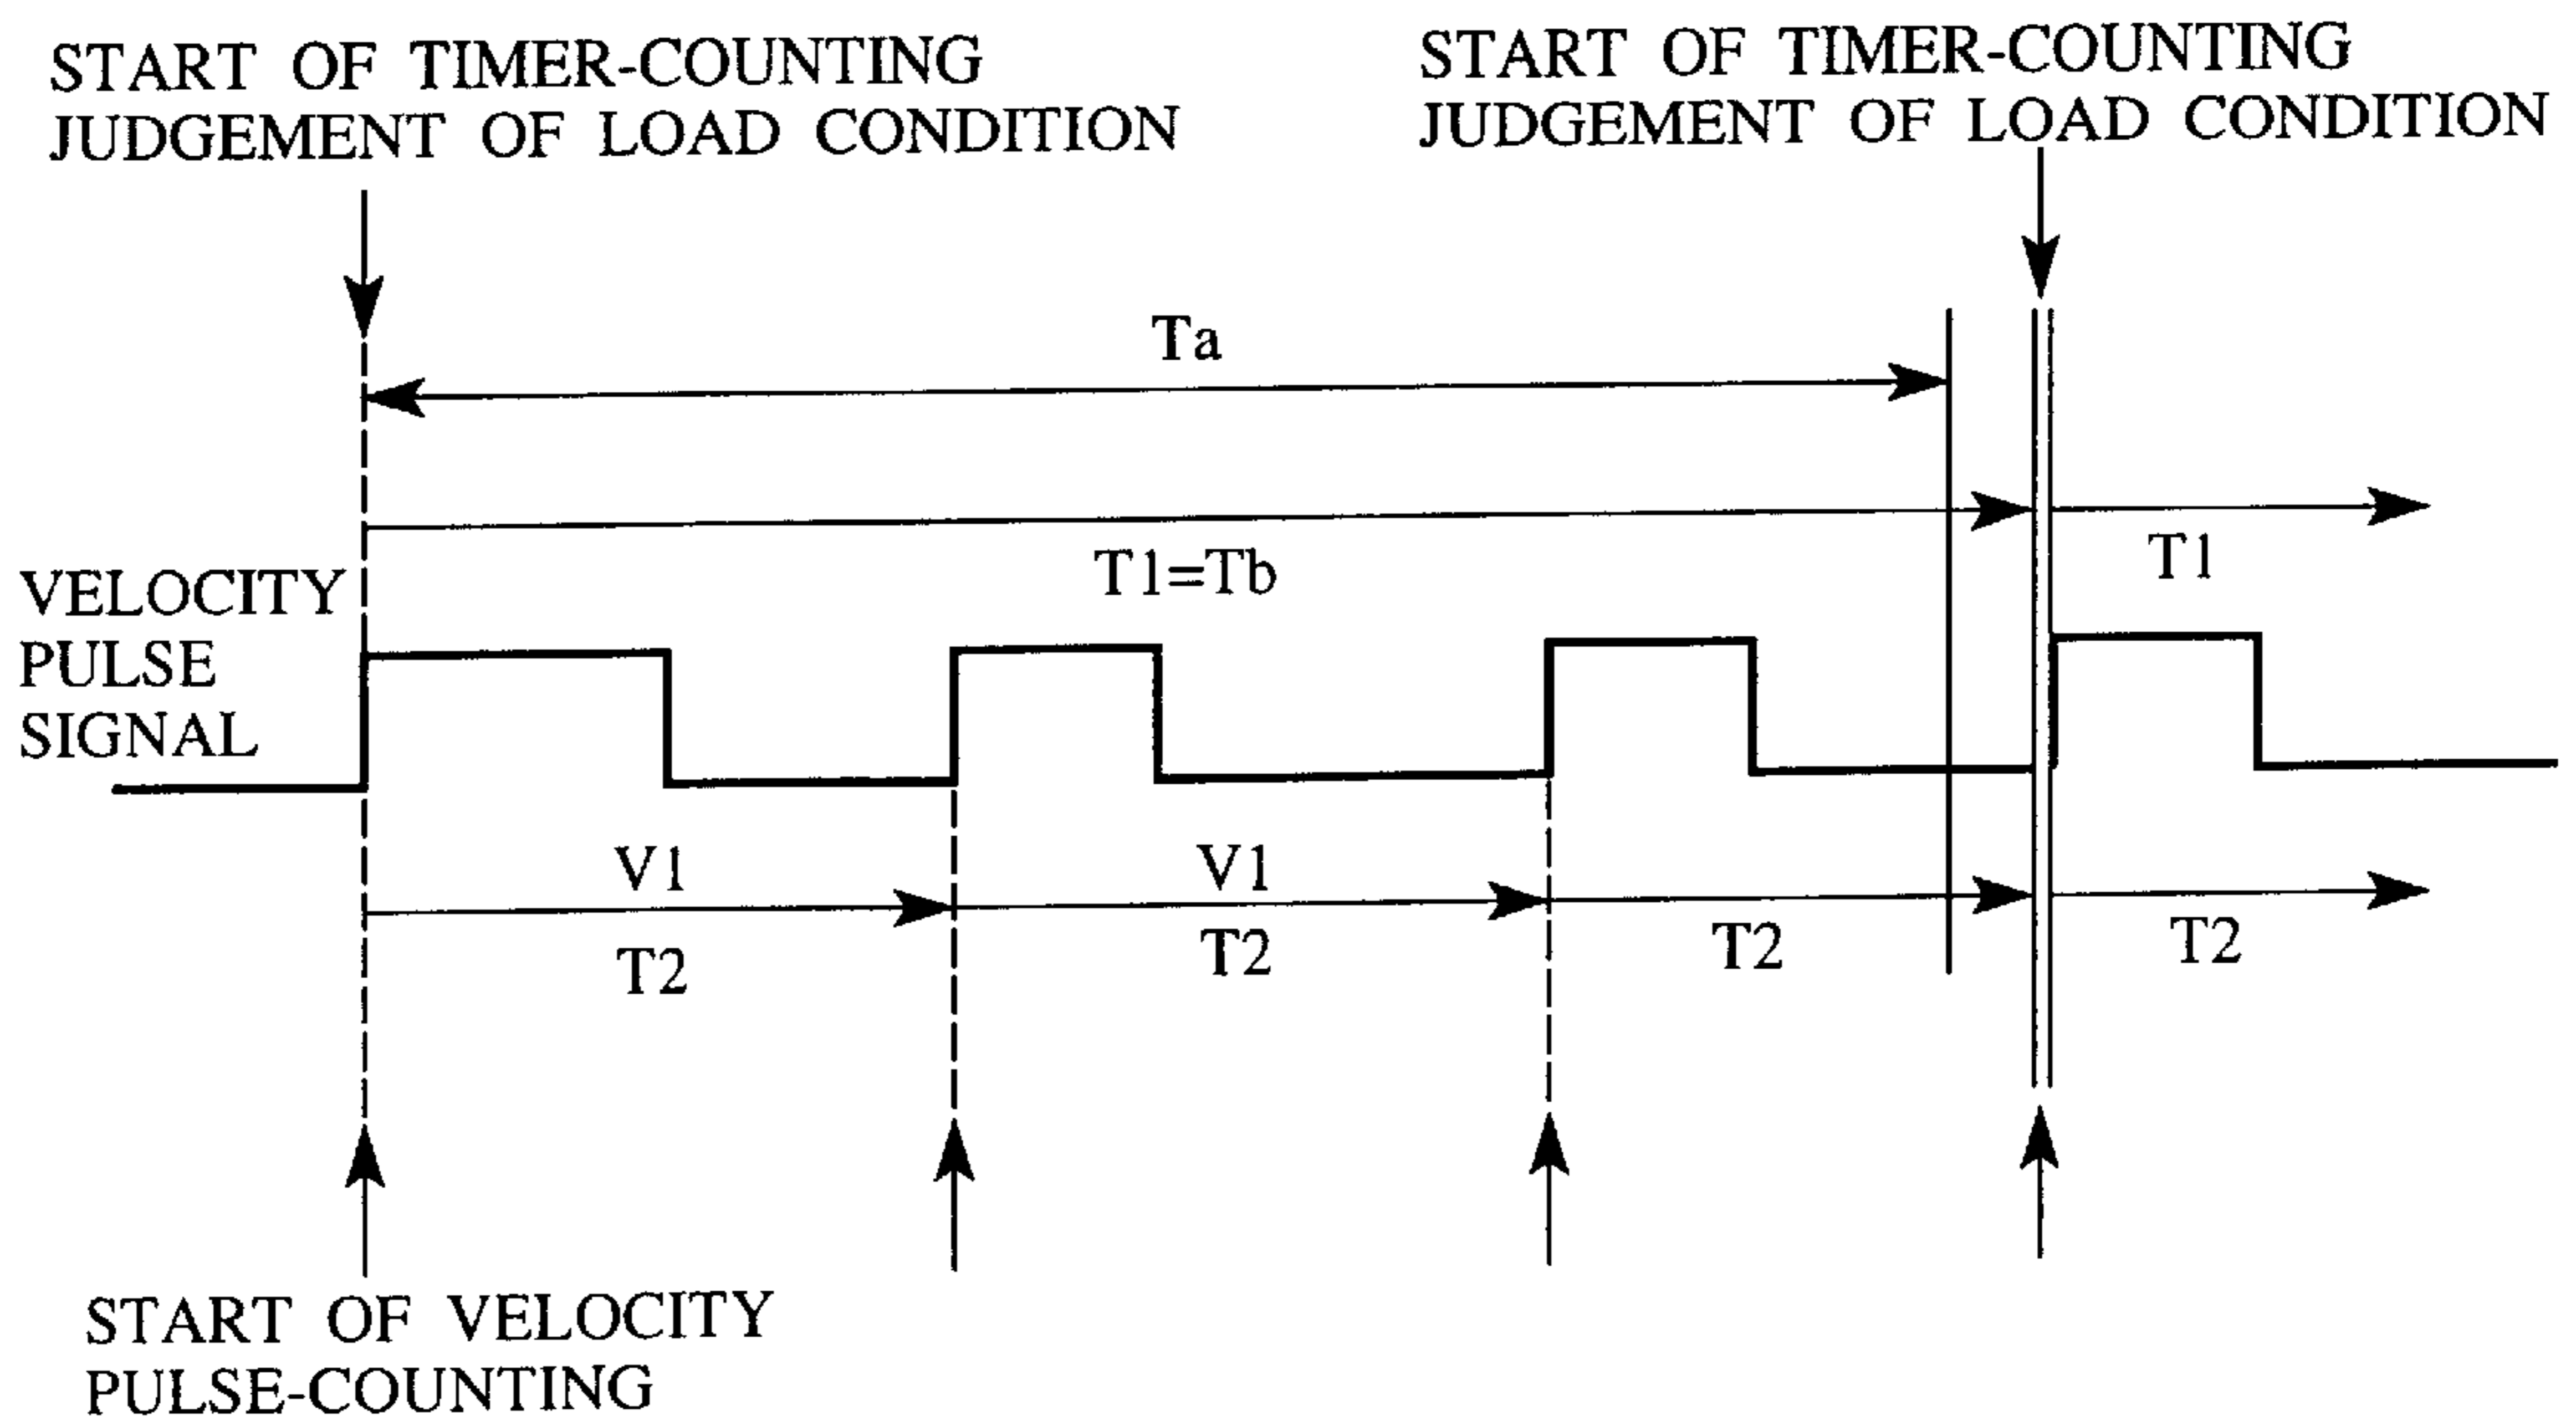 START OF TIMER-COUNTING
JUDGEMENT OF LOAD CONDITION
START OF TIMER-COUNTING
JUDGEMENT OF LOAD CONDITION
Ta
T1=Tb
T1
VELOCITY
PULSE
SIGNAL
V1
V1
T2
T2
T2
T2
START OF VELOCITY
PULSE-COUNTING